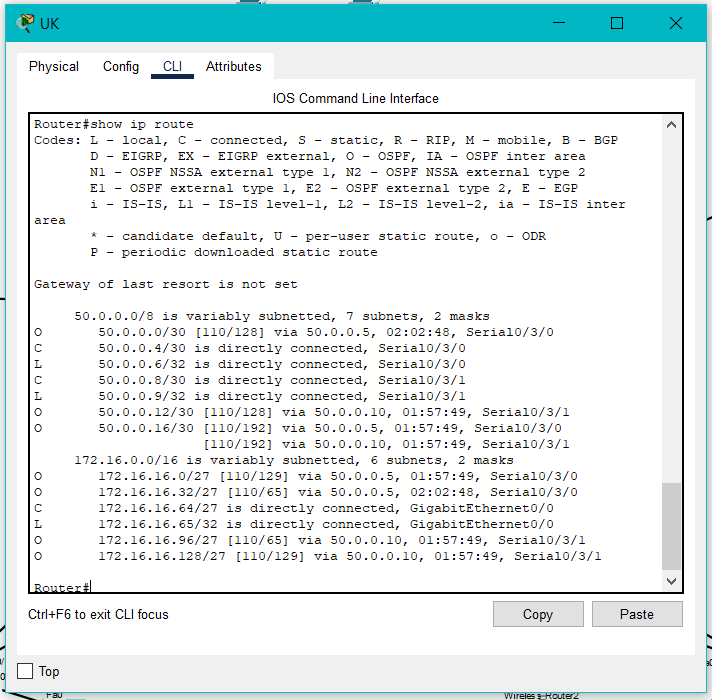 UK
Physical Config CLI Attributes
IOS Command Line Interface
Router#show ip route
Codes: L - local, C - connected, S - static, R - RIP, M - mobile, B - BGP
D - EIGRP, EX - EIGRP external, O - OSPF, IA - OSPF inter area
N1 - OSPF NSSA external type 1, N2 - OSPF NSSA external type 2
E1 - OSPF external type 1, E2 - OSPF external type 2, E - EGP
i - IS-IS, L1 - IS-IS level-1, L2 - IS-IS level-2, ia - IS-IS inter
area
* - candidate default, U - per-user static route, o - ODR
P - periodic downloaded static route
Gateway of last resort is not set
50.0.0.0/8 is variably subnetted, 7 subnets, 2 masks
O 50.0.0.0/30 [110/128] via 50.0.0.5, 02:02:48, Serial0/3/0
C 50.0.0.4/30 is directly connected, Serial0/3/0
L 50.0.0.6/32 is directly connected, Serial0/3/0
C 50.0.0.8/30 is directly connected, Serial0/3/1
L 50.0.0.9/32 is directly connected, Serial0/3/1
O 50.0.0.12/30 [110/128] via 50.0.0.10, 01:57:49, Serial0/3/1
O 50.0.0.16/30 [110/192] via 50.0.0.5, 01:57:49, Serial0/3/0
[110/192] via 50.0.0.10, 01:57:49, Serial0/3/1
172.16.0.0/16 is variably subnetted, 6 subnets, 2 masks
O 172.16.16.0/27 [110/129] via 50.0.0.5, 01:57:49, Serial0/3/0
O 172.16.16.32/27 [110/65] via 50.0.0.5, 02:02:48, Serial0/3/0
C 172.16.16.64/27 is directly connected, GigabitEthernet0/0
L 172.16.16.65/32 is directly connected, GigabitEthernet0/0
O 172.16.16.96/27 [110/65] via 50.0.0.10, 01:57:49, Serial0/3/1
O 172.16.16.128/27 [110/129] via 50.0.0.10, 01:57:49, Serial0/3/1
Router#
Ctrl+F6 to exit CLI focus
Copy Paste
Top
Fa0
Wireless_Router2